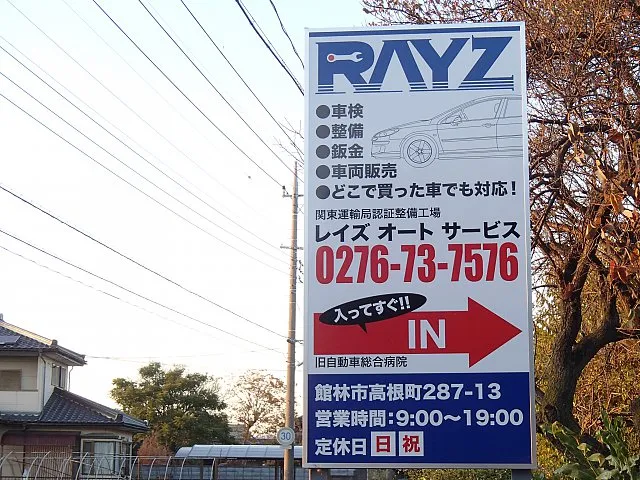 RAYZ
●車検
●整備
●鈑金
●車両販売
●どこで買った車でも対応！
関東運輸局認証整備工場
レイズ オート サービス
0276-73-7576
入ってすぐ!!
IN
旧自動車総合病院
館林市高根町287-13
営業時間：9:00〜19:00
定休日 日 祝
30